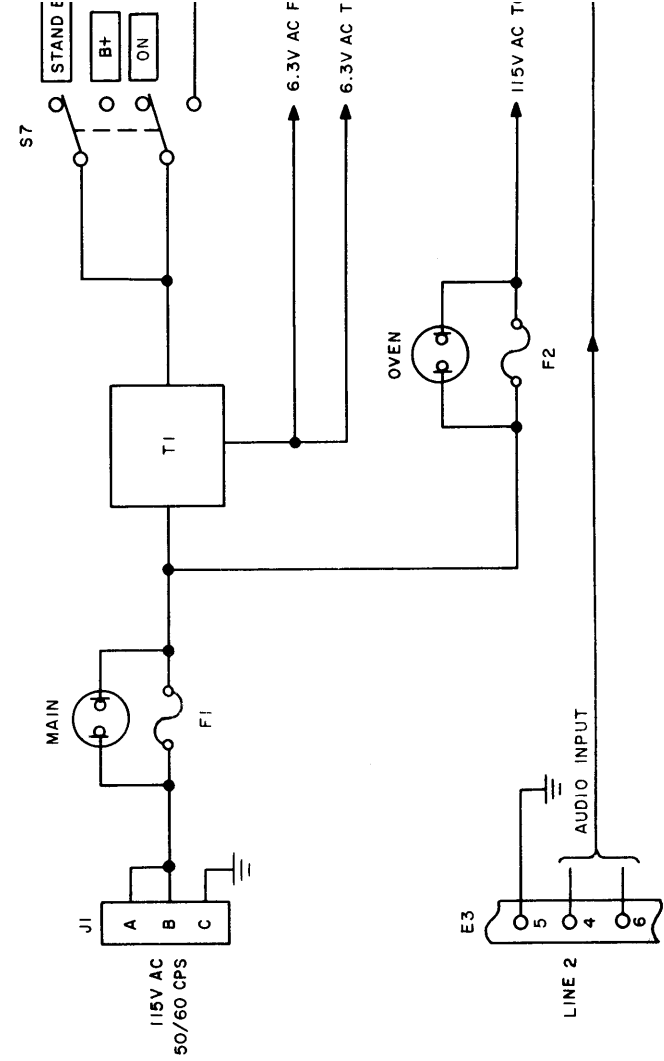 STAND
B+
ON
S7
6.3V AC
6.3V AC
115V AC
T1
OVEN
F2
MAIN
F1
AUDIO INPUT
J1
A
B
C
115V AC
50/60 CPS
E3
5
4
6
LINE 2